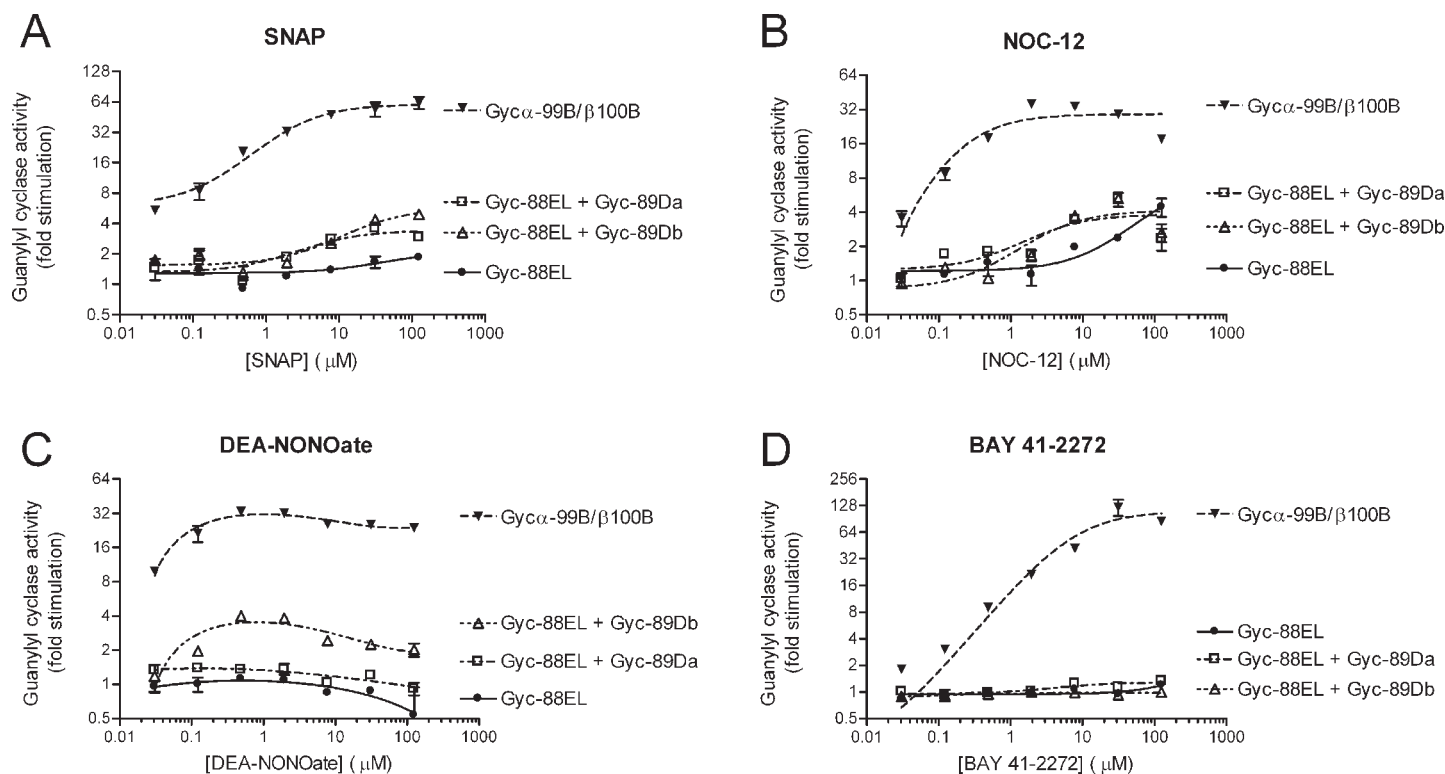 A
SNAP
Guanylyl cyclase activity
(fold stimulation)
128
64
32
16
8
4
2
1
0.5
0.01
0.1
1
10
100
1000
[SNAP] ( μM)
Gycα-99B/β100B
Gyc-88EL + Gyc-89Da
Gyc-88EL + Gyc-89Db
Gyc-88EL
B
NOC-12
Guanylyl cyclase activity
(fold stimulation)
64
32
16
8
4
2
1
0.5
0.01
0.1
1
10
100
1000
[NOC-12] ( μM)
Gycα-99B/β100B
Gyc-88EL + Gyc-89Da
Gyc-88EL + Gyc-89Db
Gyc-88EL
C
DEA-NONOate
Guanylyl cyclase activity
(fold stimulation)
64
32
16
8
4
2
1
0.5
0.01
0.1
1
10
100
1000
[DEA-NONOate] ( μM)
Gycα-99B/β100B
Gyc-88EL + Gyc-89Db
Gyc-88EL + Gyc-89Da
Gyc-88EL
D
BAY 41-2272
Guanylyl cyclase activity
(fold stimulation)
256
128
64
32
16
8
4
2
1
0.5
0.01
0.1
1
10
100
1000
[BAY 41-2272] ( μM)
Gycα-99B/β100B
Gyc-88EL
Gyc-88EL + Gyc-89Da
Gyc-88EL + Gyc-89Db